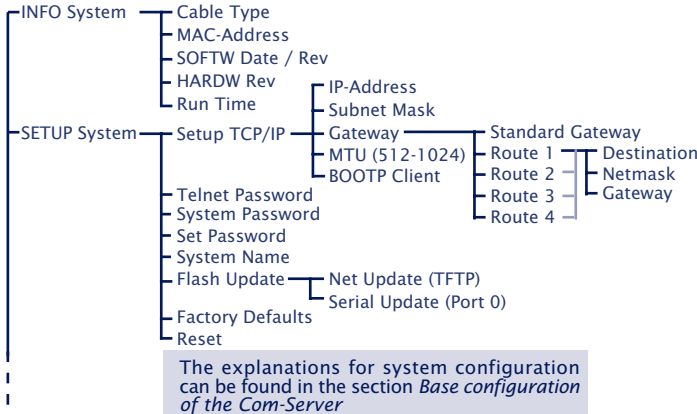 INFO System
Cable Type
MAC-Address
SOFTW Date / Rev
HARDW Rev
Run Time
SETUP System
Setup TCP/IP
IP-Address
Subnet Mask
Gateway
Standard Gateway
Route 1
Destination
Netmask
Gateway
Route 2
Route 3
Route 4
MTU (512-1024)
BOOTP Client
Telnet Password
System Password
Set Password
System Name
Flash Update
Net Update (TFTP)
Serial Update (Port 0)
Factory Defaults
Reset
The explanations for system configuration
can be found in the section Base configuration
of the Com-Server